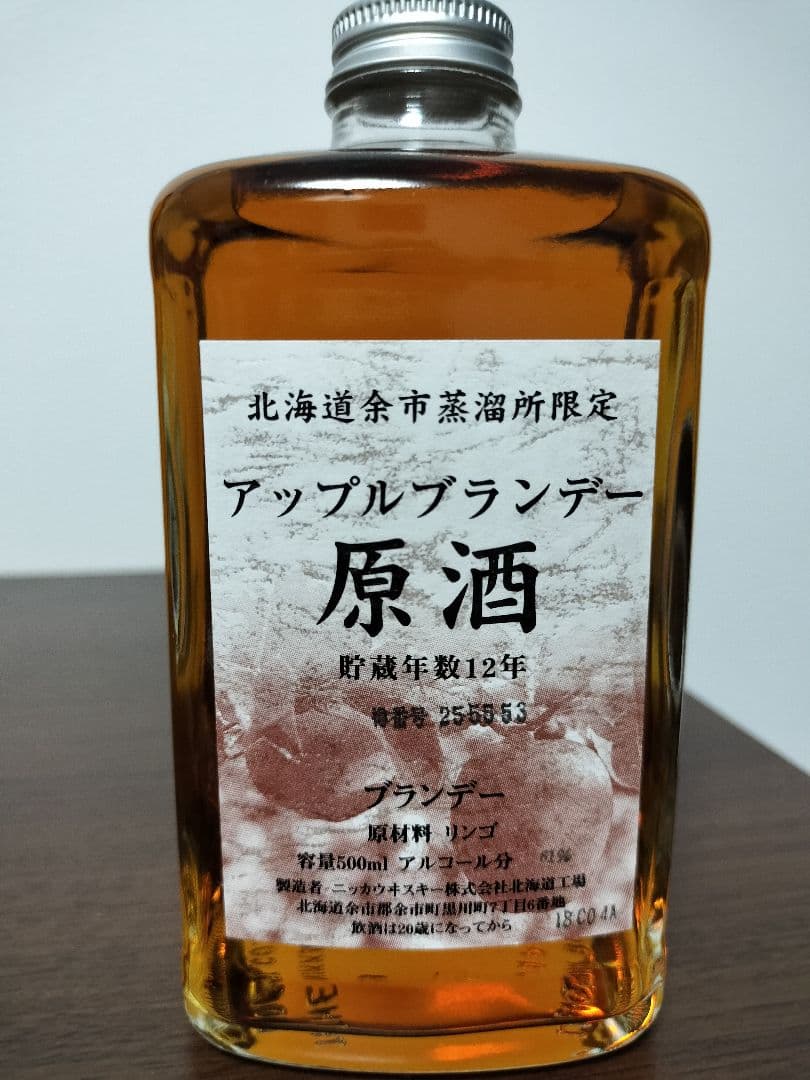 北海道余市蒸溜所限定
アップルブランデー
原酒
貯蔵年数12年
樽番号 255553
ブランデー
原材料 リンゴ
容量500ml アルコール分 61%
製造者 ニッカウヰスキー株式会社北海道工場
北海道余市郡余市町黒川町7丁目6番地
飲酒は20歳になってから
18C04A